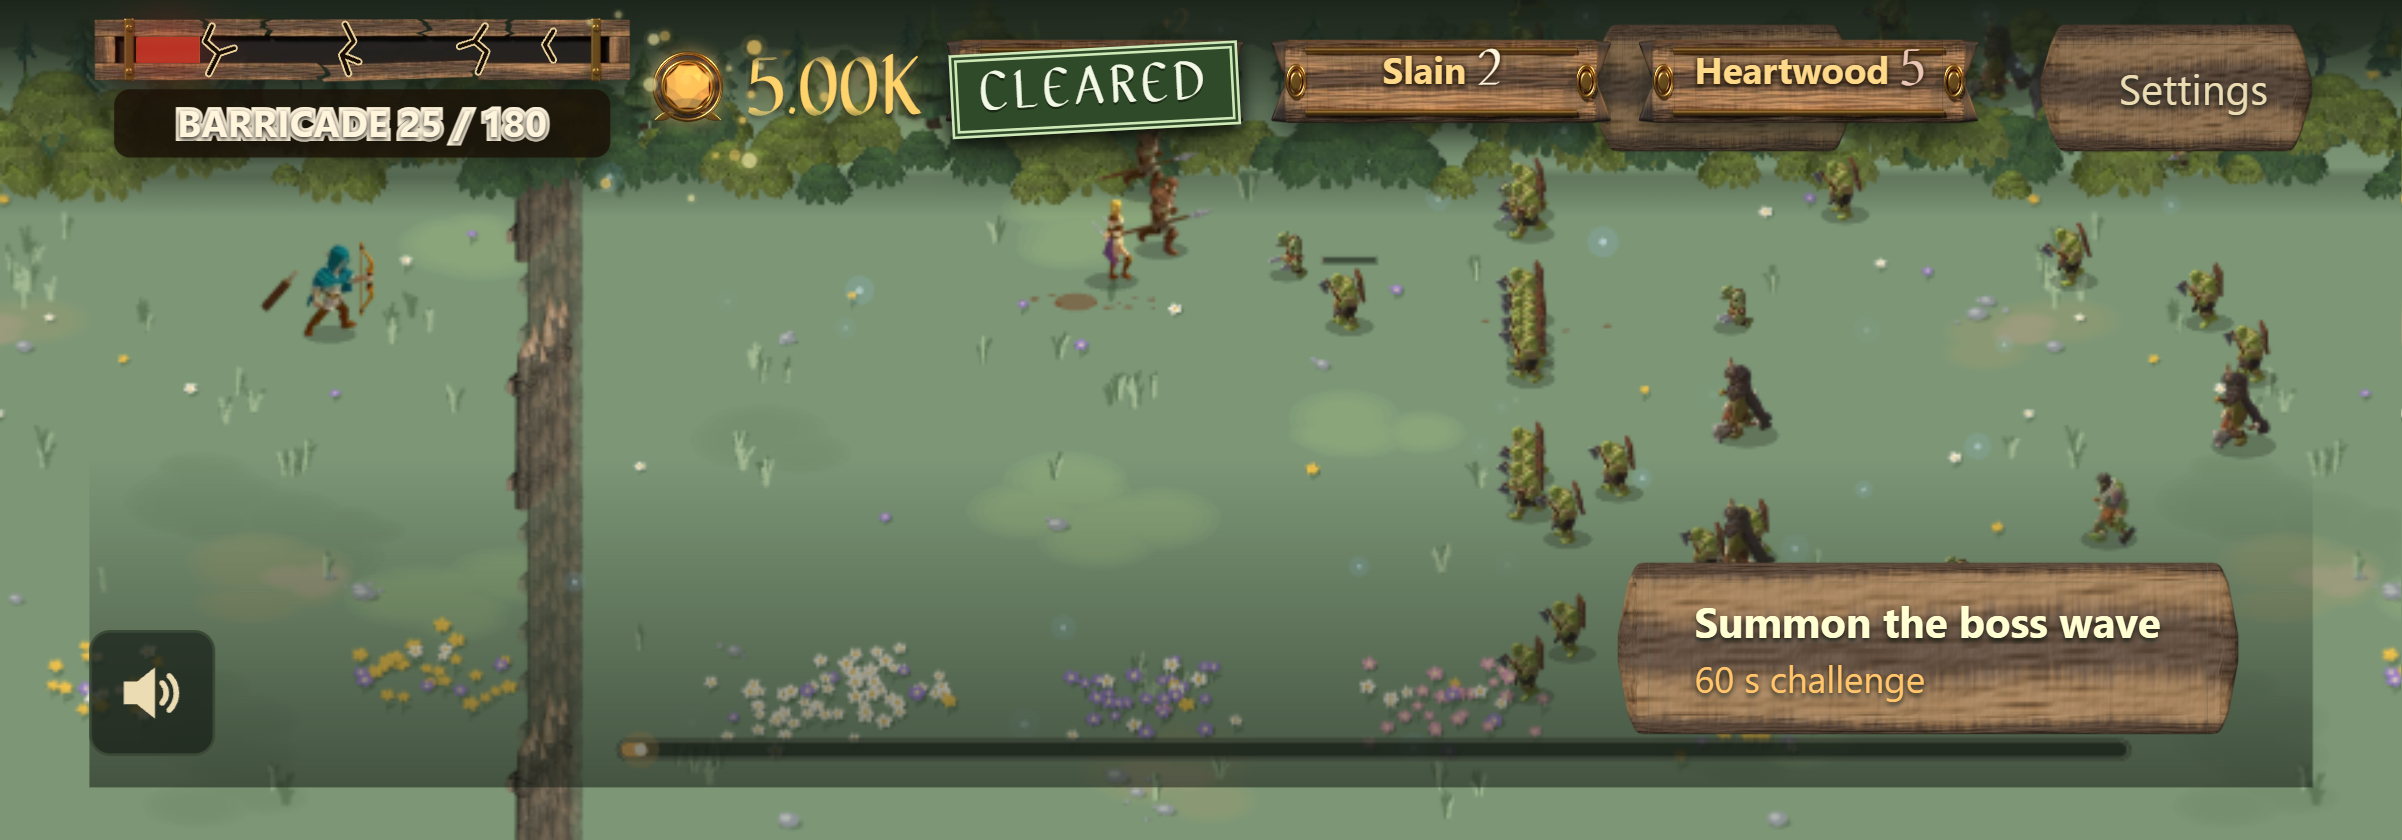 BARRICADE 25 / 180
5.00K
CLEARED
Slain 2
Heartwood 5
Settings
Summon the boss wave
60 s challenge